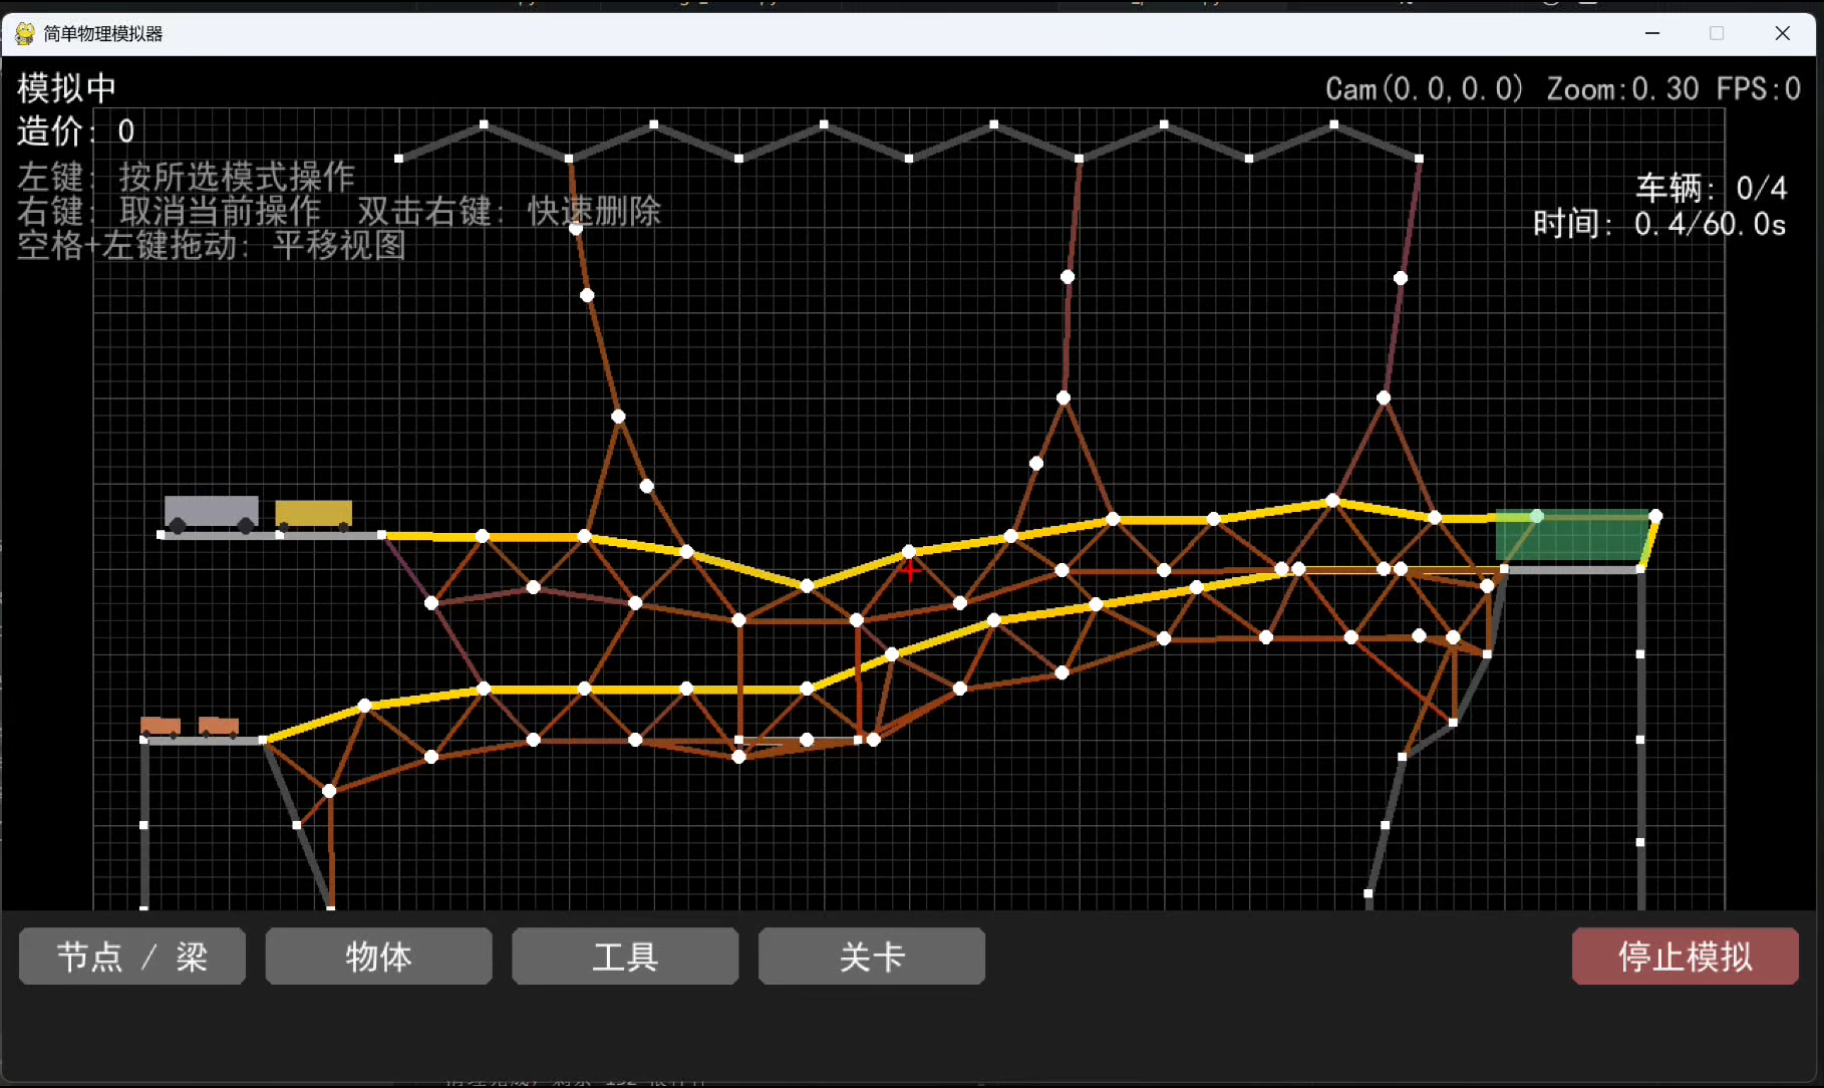 简单物理模拟器
模拟中
Cam(0.0,0.0) Zoom:0.30 FPS:0
造价: 0
左键: 按所选模式操作
右键: 取消当前操作 双击右键: 快速删除
空格+左键拖动: 平移视图
车辆: 0/4
时间: 0.4/60.0s
节点 / 梁
物体
工具
关卡
停止模拟